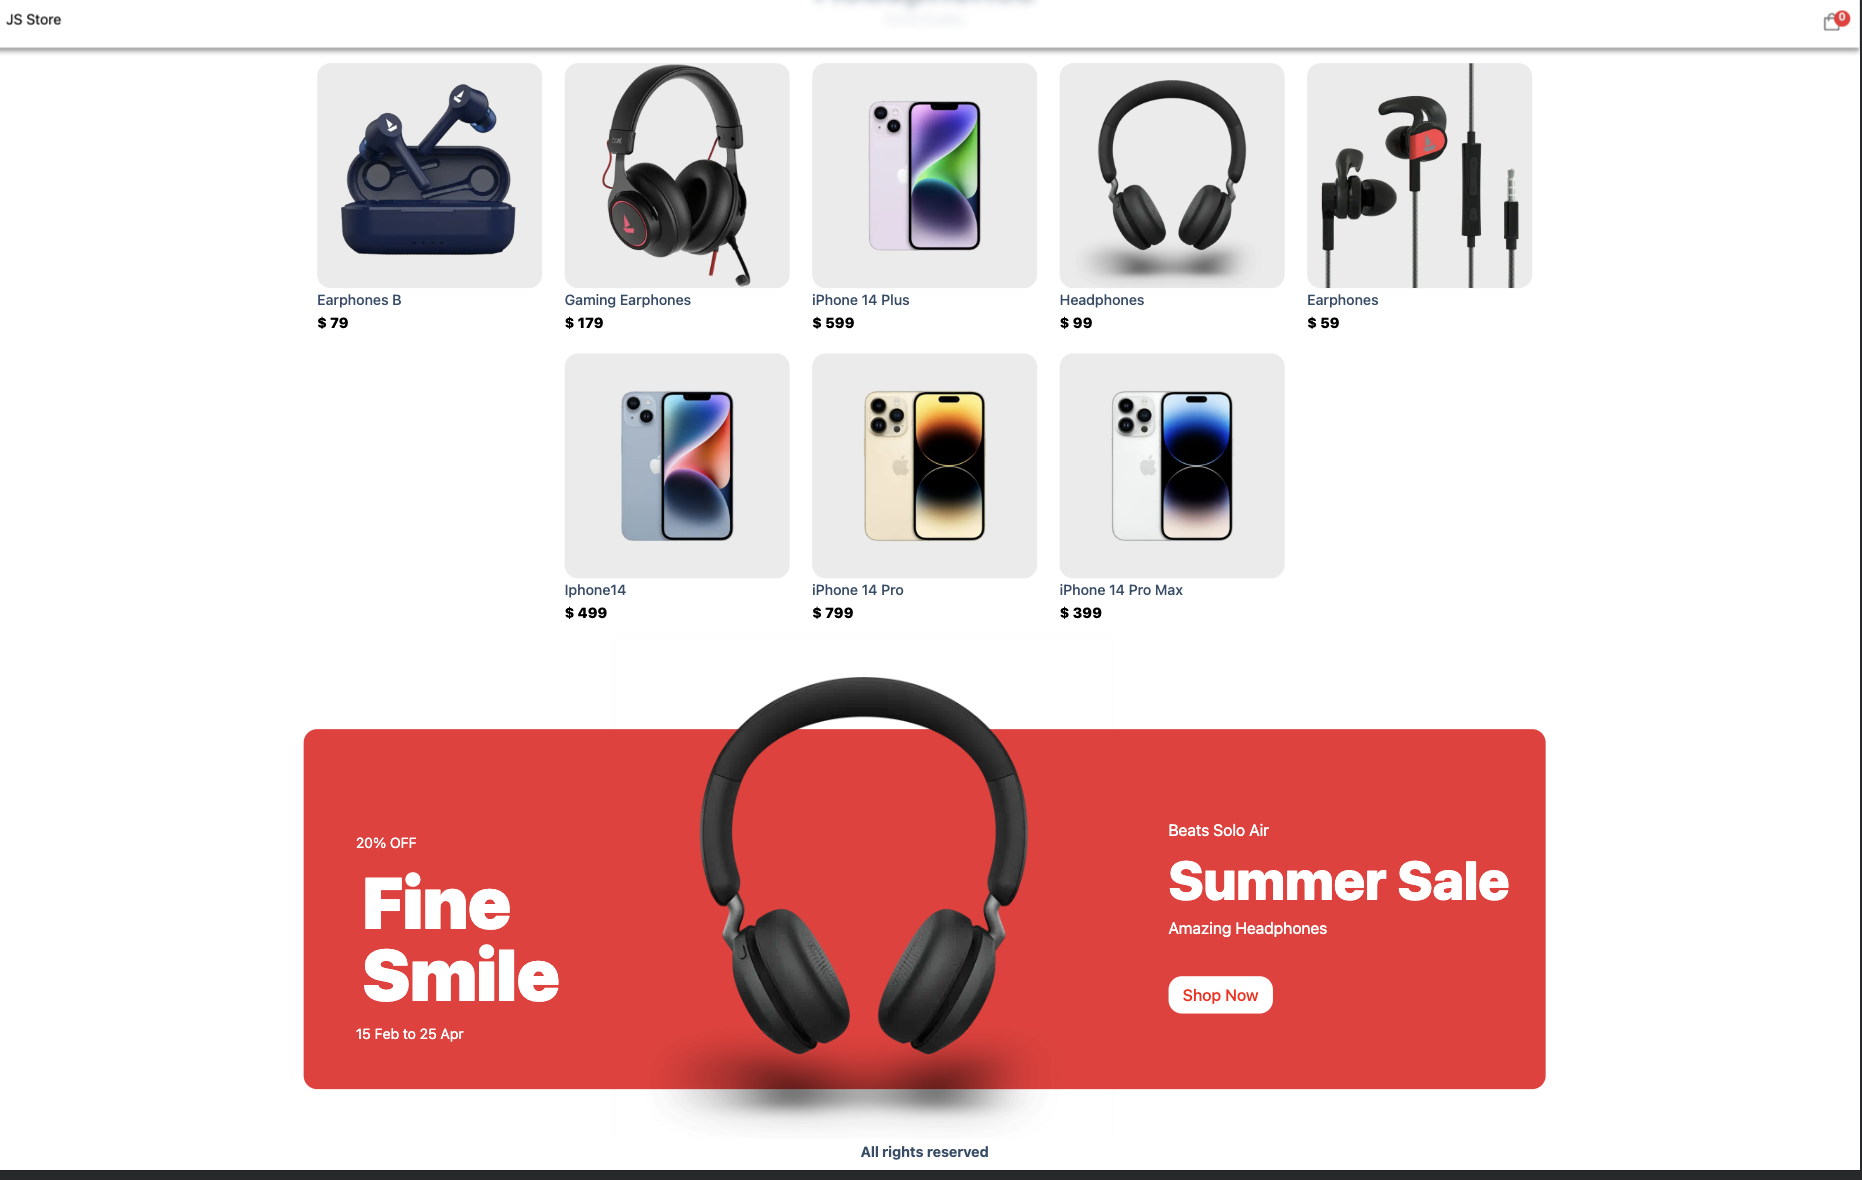 JS Store
0
Earphones B
$ 79
Gaming Earphones
$ 179
iPhone 14 Plus
$ 599
Headphones
$ 99
Earphones
$ 59
Iphone14
$ 499
iPhone 14 Pro
$ 799
iPhone 14 Pro Max
$ 399
20% OFF
Fine
Smile
15 Feb to 25 Apr
Beats Solo Air
Summer Sale
Amazing Headphones
Shop Now
All rights reserved